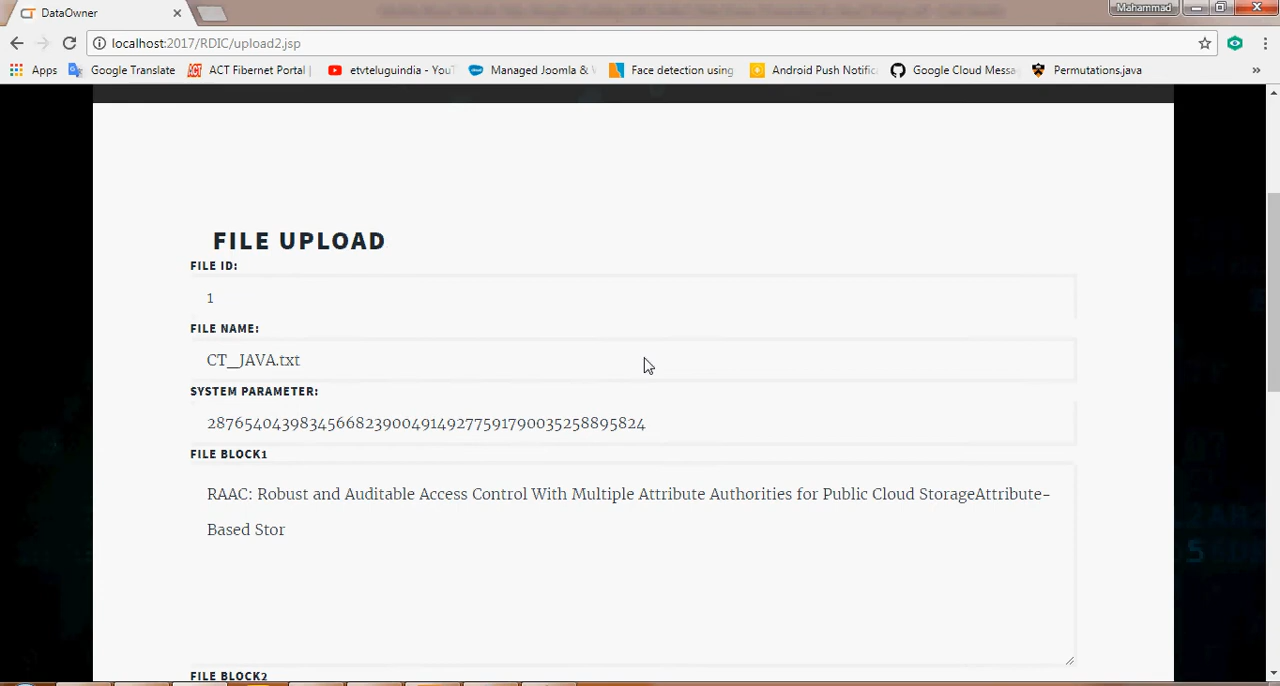 DataOwner
Mahammad
localhost:2017/RDIC/upload2.jsp
Apps Google Translate ACT Fibernet Portal | etvteluguindia - YouT Managed Joomla & Face detection using Android Push Notific Google Cloud Messa Permutations.java »
FILE UPLOAD
FILE ID:
1
FILE NAME:
CT_JAVA.txt
SYSTEM PARAMETER:
287654043983456682390049149277591790035258895824
FILE BLOCK1
RAAC: Robust and Auditable Access Control With Multiple Attribute Authorities for Public Cloud StorageAttribute-
Based Stor
FILE BLOCK2